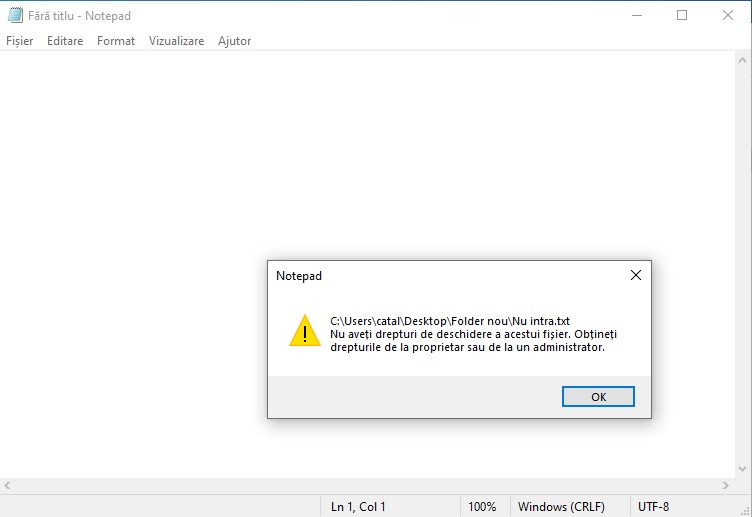 Fără titlu - Notepad
Fișier Editare Format Vizualizare Ajutor
Notepad
C:\Users\catal\Desktop\Folder nou\Nu intra.txt
Nu aveți drepturi de deschidere a acestui fișier. Obțineți
drepturile de la proprietar sau de la un administrator.
OK
Ln 1, Col 1 100% Windows (CRLF) UTF-8